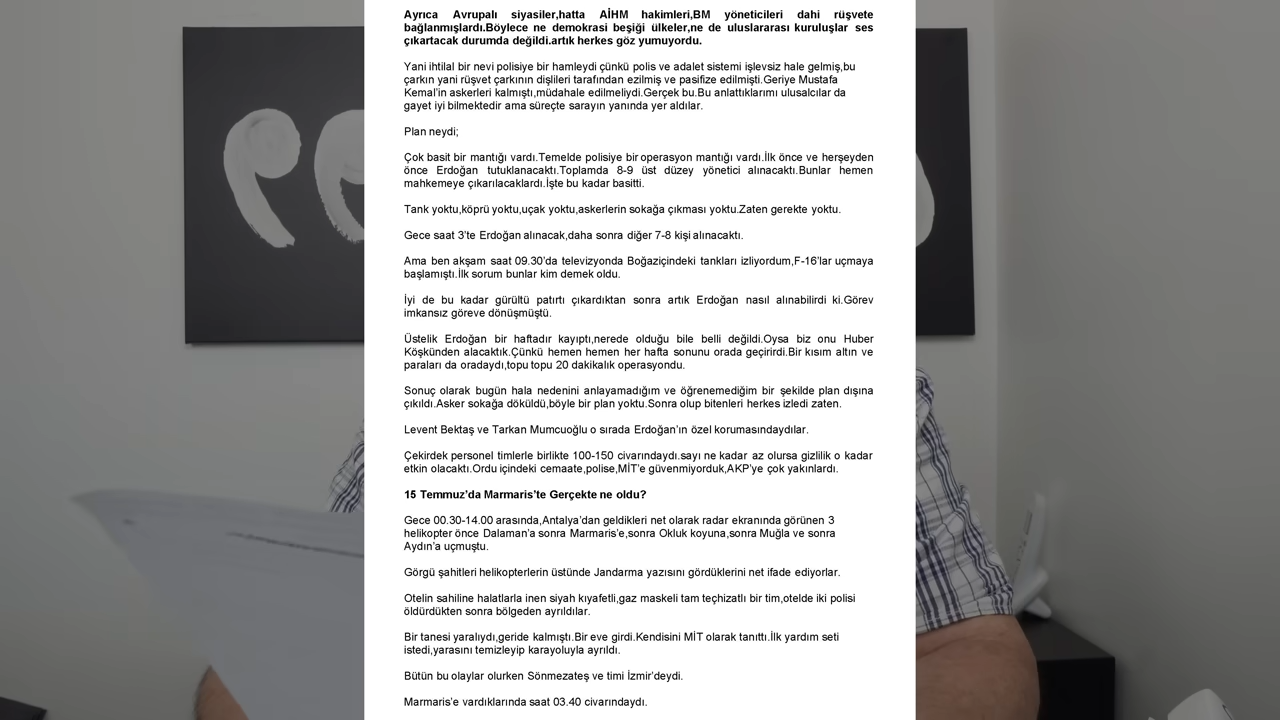 Ayrıca Avrupalı siyasiler,hatta AİHM hakimleri,BM yöneticileri dahi rüşvete
bağlanmışlardı.Böylece ne demokrasi beşiği ülkeler,ne de uluslararası kuruluşlar ses
çıkartacak durumda değildi.artık herkes göz yumuyordu.
Yani ihtilal bir nevi polisiye bir hamleydi çünkü polis ve adalet sistemi işlevsiz hale gelmiş,bu
çarkın yani rüşvet çarkının dişlileri tarafından ezilmiş ve pasifize edilmişti.Geriye Mustafa
Kemal'in askerleri kalmıştı,müdahale edilmeliydi.Gerçek bu.Bu anlattıklarımı ulusalcılar da
gayet iyi bilmektedir ama süreçte sarayın yanında yer aldılar.
Plan neydi;
Çok basit bir mantığı vardı.Temelde polisiye bir operasyon mantığı vardı.İlk önce ve herşeyden
önce Erdoğan tutuklanacaktı.Toplamda 8-9 üst düzey yönetici alınacaktı.Bunlar hemen
mahkemeye çıkarılacaklardı.İşte bu kadar basitti.
Tank yoktu,köprü yoktu,uçak yoktu,askerlerin sokağa çıkması yoktu.Zaten gerekte yoktu.
Gece saat 3'te Erdoğan alınacak,daha sonra diğer 7-8 kişi alınacaktı.
Ama ben akşam saat 09.30'da televizyonda Boğaziçindeki tankları izliyordum,F-16'lar uçmaya
başlamıştı.İlk sorum bunlar kim demek oldu.
İyi de bu kadar gürültü patırtı çıkardıktan sonra artık Erdoğan nasıl alınabilirdi ki.Görev
imkansız göreve dönüşmüştü.
Üstelik Erdoğan bir haftadır kayıptı,nerede olduğu bile belli değildi.Oysa biz onu Huber
Köşkünden alacaktık.Çünkü hemen hemen her hafta sonunu orada geçirirdi.Bir kısım altın ve
paraları da oradaydı,topu topu 20 dakikalık operasyondu.
Sonuç olarak bugün hala nedenini anlayamadığım ve öğrenemediğim bir şekilde plan dışına
çıkıldı.Asker sokağa döküldü,böyle bir plan yoktu.Sonra olup bitenleri herkes izledi zaten.
Levent Bektaş ve Tarkan Mumcuoğlu o sırada Erdoğan'ın özel korumasındaydılar.
Çekirdek personel timlerle birlikte 100-150 civarındaydı.sayı ne kadar az olursa gizlilik o kadar
etkin olacaktı.Ordu içindeki cemaate,polise,MİT'e güvenmiyorduk,AKP'ye çok yakınlardı.
15 Temmuz'da Marmaris'te Gerçekte ne oldu?
Gece 00.30-14.00 arasında,Antalya'dan geldikleri net olarak radar ekranında görünen 3
helikopter önce Dalaman'a sonra Marmaris'e,sonra Okluk koyuna,sonra Muğla ve sonra
Aydın'a uçmuştu.
Görgü şahitleri helikopterlerin üstünde Jandarma yazısını gördüklerini net ifade ediyorlar.
Otelin sahiline halatlarla inen siyah kıyafetli,gaz maskeli tam teçhizatlı bir tim,otelde iki polisi
öldürdükten sonra bölgeden ayrıldılar.
Bir tanesi yaralıydı,geride kalmıştı.Bir eve girdi.Kendisini MİT olarak tanıttı.İlk yardım seti
istedi,yarasını temizleyip karayoluyla ayrıldı.
Bütün bu olaylar olurken Sönmezateş ve timi İzmir'deydi.
Marmaris'e vardıklarında saat 03.40 civarındaydı.